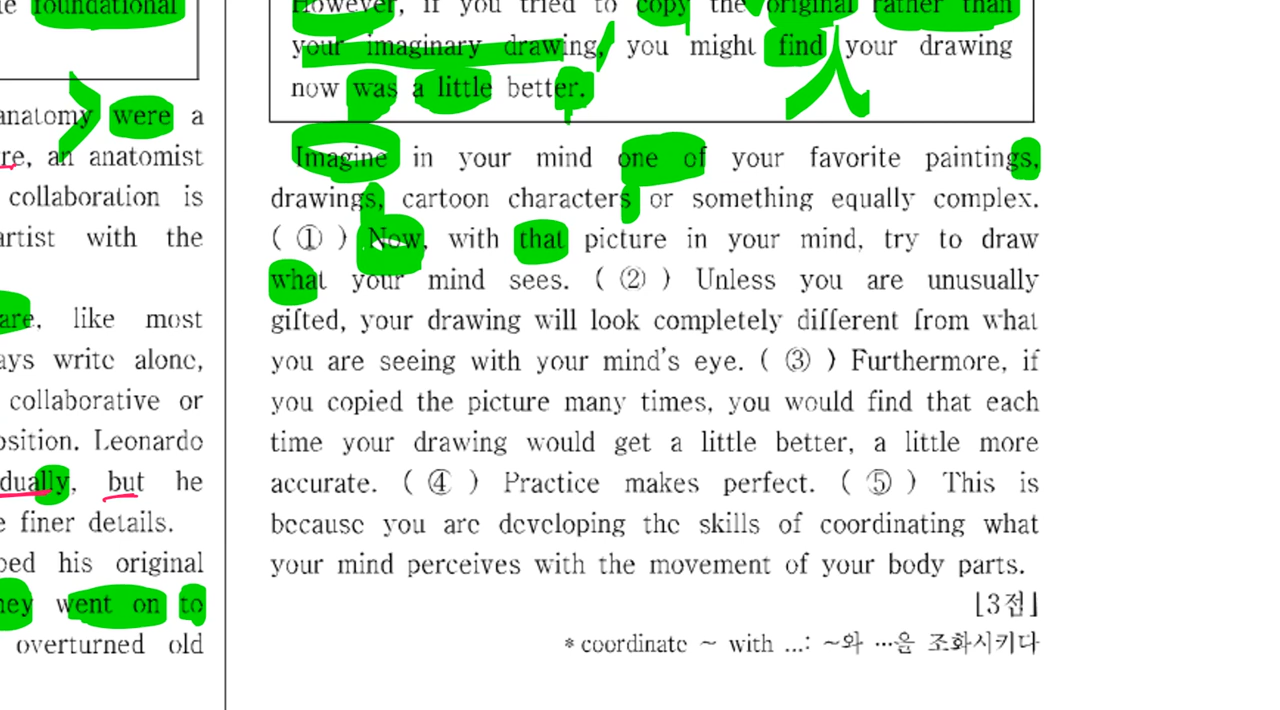 foundational
anatomy were a
re, an anatomist
collaboration is
artist with the
are, like most
ays write alone,
collaborative or
osition. Leonardo
dually, but he
e finer details.
ped his original
hey went on to
overturned old
However, if you tried to copy the original rather than
your imaginary drawing, you might find your drawing
now was a little better.
Imagine in your mind one of your favorite paintings,
drawings, cartoon characters or something equally complex.
( ① ) Now, with that picture in your mind, try to draw
what your mind sees. ( ② ) Unless you are unusually
gifted, your drawing will look completely different from what
you are seeing with your mind's eye. ( ③ ) Furthermore, if
you copied the picture many times, you would find that each
time your drawing would get a little better, a little more
accurate. ( ④ ) Practice makes perfect. ( ⑤ ) This is
because you are developing the skills of coordinating what
your mind perceives with the movement of your body parts.
[3점]
* coordinate ~ with ...: ~와 …을 조화시키다